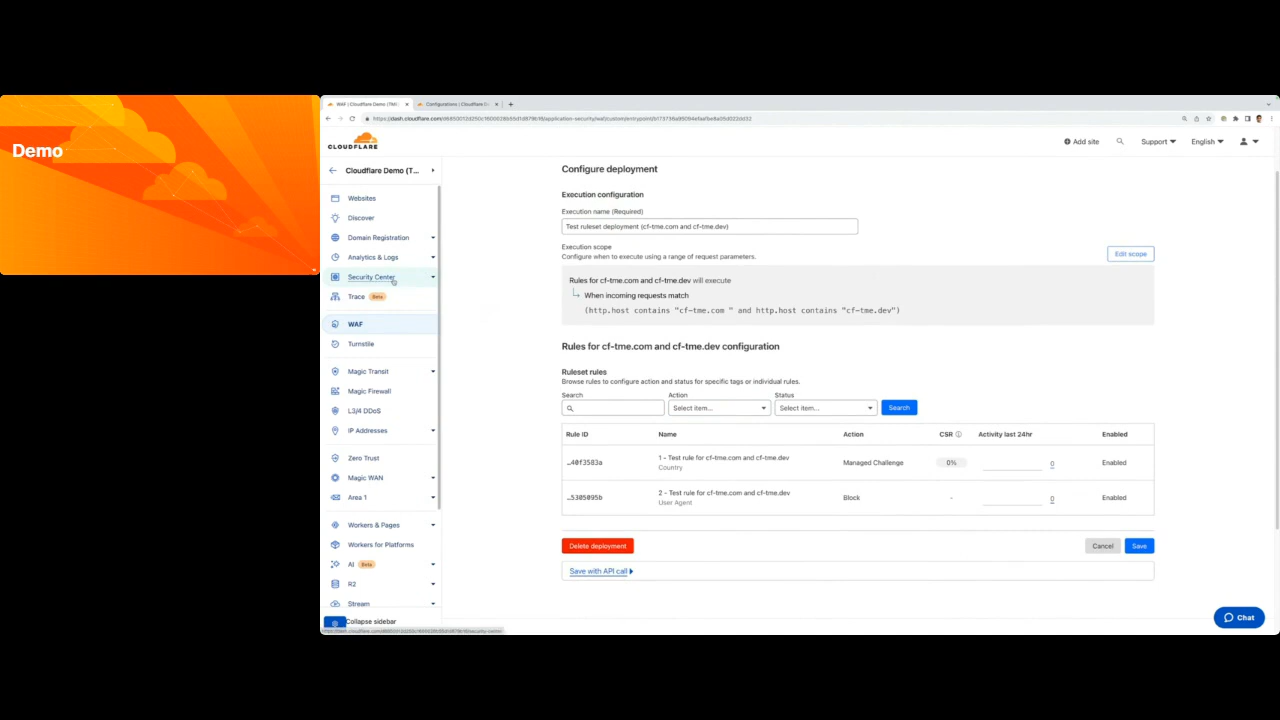 Demo
WAF | Cloudflare Demo (TM)
Configurations | Cloudflare D
CLOUDFLARE
Add site
Support
English
Cloudflare Demo (T...
Websites
Discover
Domain Registration
Analytics & Logs
Security Center
Trace Beta
WAF
Turnstile
Magic Transit
Magic Firewall
L3/4 DDoS
IP Addresses
Zero Trust
Magic WAN
Area 1
Workers & Pages
Workers for Platforms
AI Beta
R2
Stream
Collapse sidebar
Configure deployment
Execution configuration
Execution name (Required)
Test ruleset deployment (cf-tme.com and cf-tme.dev)
Execution scope
Configure when to execute using a range of request parameters.
Edit scope
Rules for cf-tme.com and cf-tme.dev will execute
When incoming requests match
(http.host contains "cf-tme.com " and http.host contains "cf-tme.dev")
Rules for cf-tme.com and cf-tme.dev configuration
Ruleset rules
Browse rules to configure action and status for specific tags or individual rules.
Search Action Status
Select item... Select item... Search
Rule ID Name Action CSR Activity last 24hr Enabled
...40f3583a 1 - Test rule for cf-tme.com and cf-tme.dev Managed Challenge 0% 0 Enabled
Country
...5305095b 2 - Test rule for cf-tme.com and cf-tme.dev Block - 0 Enabled
User Agent
Delete deployment Cancel Save
Save with API call
Chat